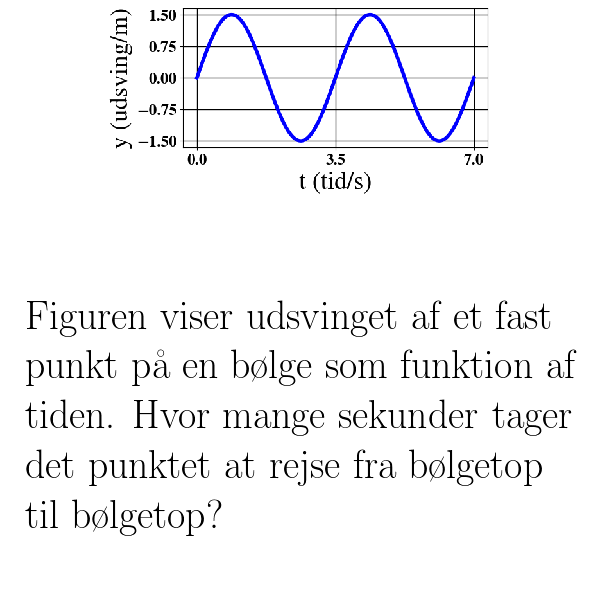 1.50
0.75
0.00
−0.75
−1.50
y (udsving/m)
0.0 3.5 7.0
t (tid/s)
Figuren viser udsvinget af et fast
punkt på en bølge som funktion af
tiden. Hvor mange sekunder tager
det punktet at rejse fra bølgetop
til bølgetop?